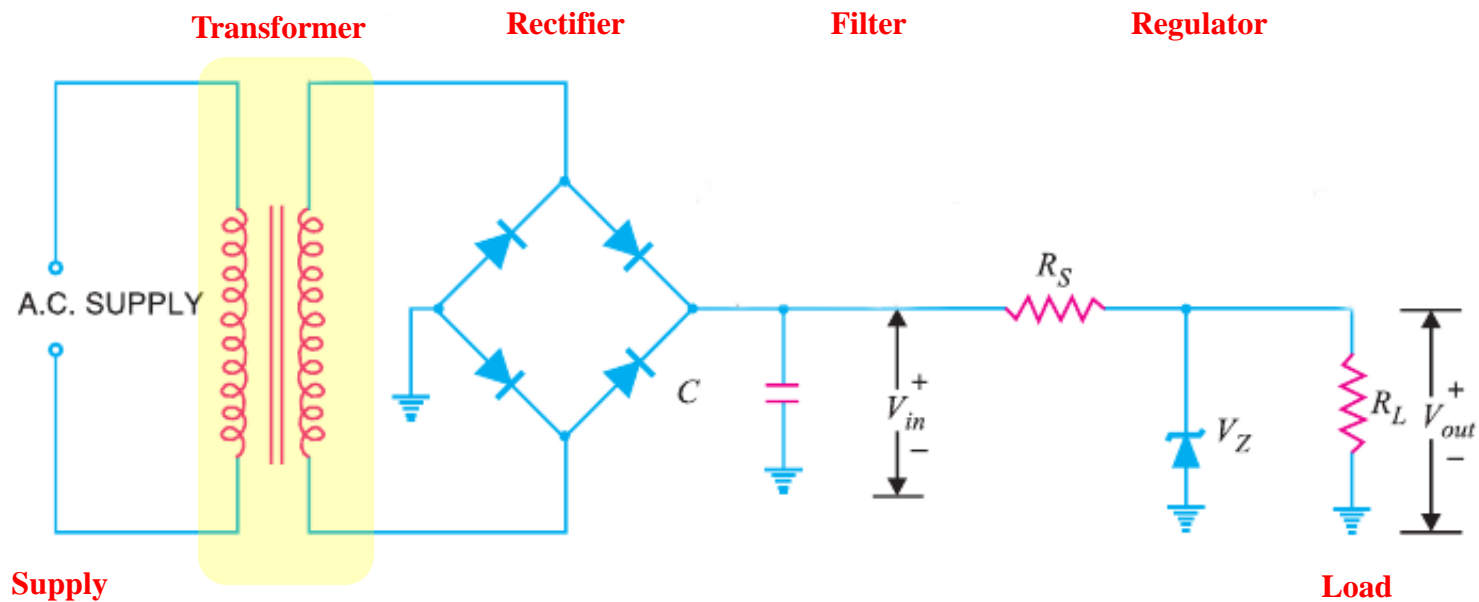 Transformer
Rectifier
Filter
Regulator
A.C. SUPPLY
R_S
C
+
V_in
−
V_Z
R_L
+
V_out
−
Supply
Load